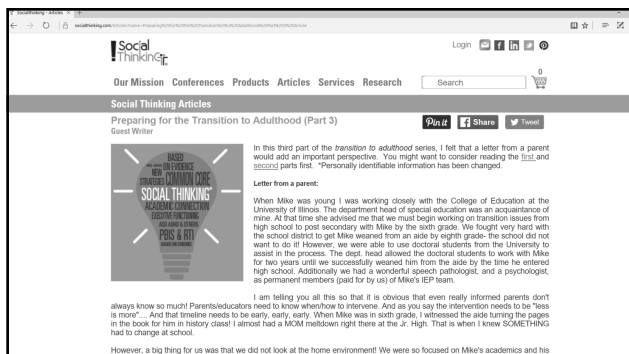 Socialthinking - Articles
socialthinking.com
Social
Thinking
Login
0
Our Mission Conferences Products Articles Services Research
Search
Social Thinking Articles
Preparing for the Transition to Adulthood (Part 3)
Guest Writer
Pin it
Share
Tweet
BASED
ON EVIDENCE
NEW
STRATEGIES COMMON CORE
SOCIAL THINKING
ACADEMIC CONNECTION
EXECUTIVE FUNCTIONING
ASD ADHD & OTHERS
PBIS & RTI
In this third part of the transition to adulthood series, I felt that a letter from a parent
would add an important perspective. You might want to consider reading the first and
second parts first. *Personally identifiable information has been changed.
Letter from a parent:
When Mike was young I was working closely with the College of Education at the
University of Illinois. The department head of special education was an acquaintance of
mine. At that time she advised me that we must begin working on transition issues from
high school to post secondary with Mike by the sixth grade. We fought very hard with
the school district to get Mike weaned from an aide by eighth grade- the school did not
want to do it! However, we were able to use doctoral students from the University to
assist in the process. The dept. head allowed the doctoral students to work with Mike
for two years until we successfully weaned him from the aide by the time he entered
high school. Additionally we had a wonderful speech pathologist, and a psychologist,
as permanent members (paid for by us) of Mike's IEP team.
I am telling you all this so that it is obvious that even really informed parents don't
always know so much! Parents/educators need to know when/how to intervene. And as you say the intervention needs to be "less
is more".... And that timeline needs to be early, early, early. When Mike was in sixth grade, I witnessed the aide turning the pages
in the book for him in history class! I almost had a MOM meltdown right there at the Jr. High. That is when I knew SOMETHING
had to change at school.
However, a big thing for us was that we did not look at the home environment! We were so focused on Mike's academics and his